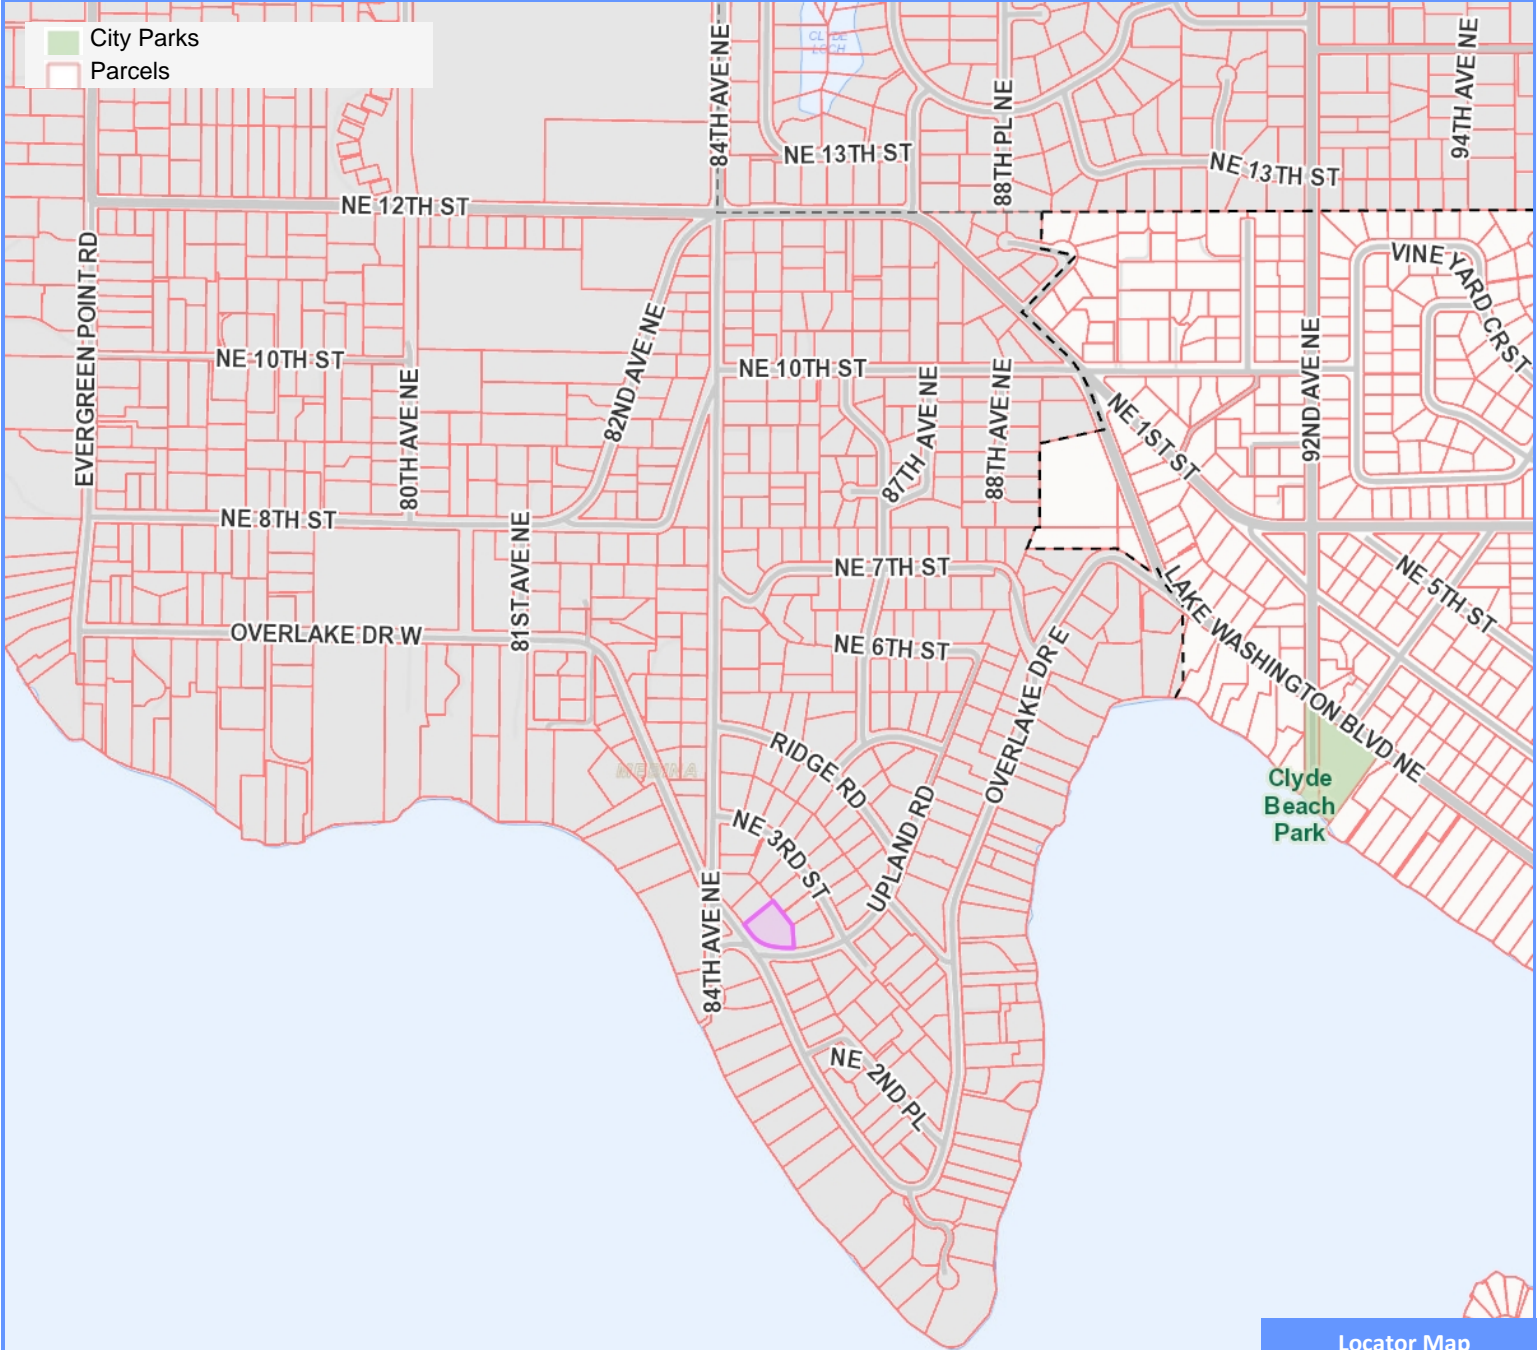 City Parks
Parcels
84TH AVE NE
CLYDE
LOCH
88TH PL NE
94TH AVE NE
NE 13TH ST
NE 13TH ST
NE 12TH ST
EVERGREEN POINT RD
VINE YARD CRST
NE 10TH ST
82ND AVE NE
NE 10TH ST
80TH AVE NE
87TH AVE NE
88TH AVE NE
92ND AVE NE
NE 1ST ST
NE 8TH ST
81ST AVE NE
NE 7TH ST
NE 5TH ST
OVERLAKE DR W
NE 6TH ST
OVERLAKE DR E
LAKE WASHINGTON BLVD NE
MEDINA
RIDGE RD
Clyde
Beach
Park
NE 3RD ST
UPLAND RD
84TH AVE NE
NE 2ND PL
Locator Map